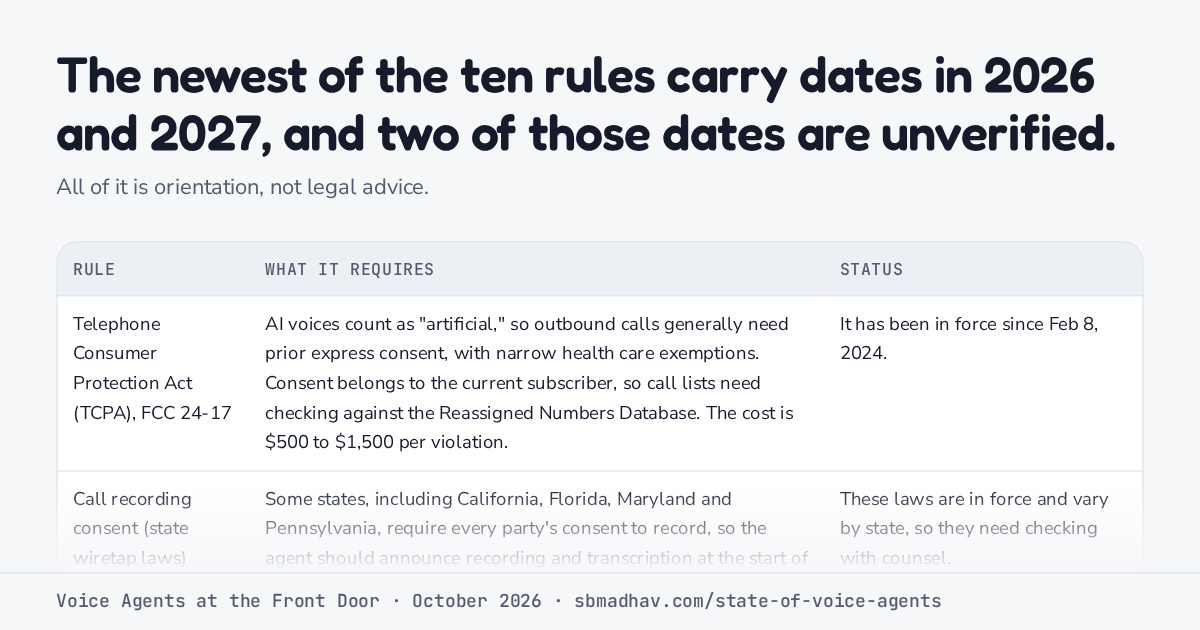 The newest of the ten rules carry dates in 2026
and 2027, and two of those dates are unverified.
All of it is orientation, not legal advice.
RULE
WHAT IT REQUIRES
STATUS
Telephone
Consumer
Protection Act
(TCPA), FCC 24-17
AI voices count as "artificial," so outbound calls generally need
prior express consent, with narrow health care exemptions.
Consent belongs to the current subscriber, so call lists need
checking against the Reassigned Numbers Database. The cost is
$500 to $1,500 per violation.
It has been in force since Feb 8,
2024.
Call recording
consent (state
wiretap laws)
Some states, including California, Florida, Maryland and
Pennsylvania, require every party's consent to record, so the
agent should announce recording and transcription at the start of
These laws are in force and vary
by state, so they need checking
with counsel.
Voice Agents at the Front Door · October 2026 · sbmadhav.com/state-of-voice-agents